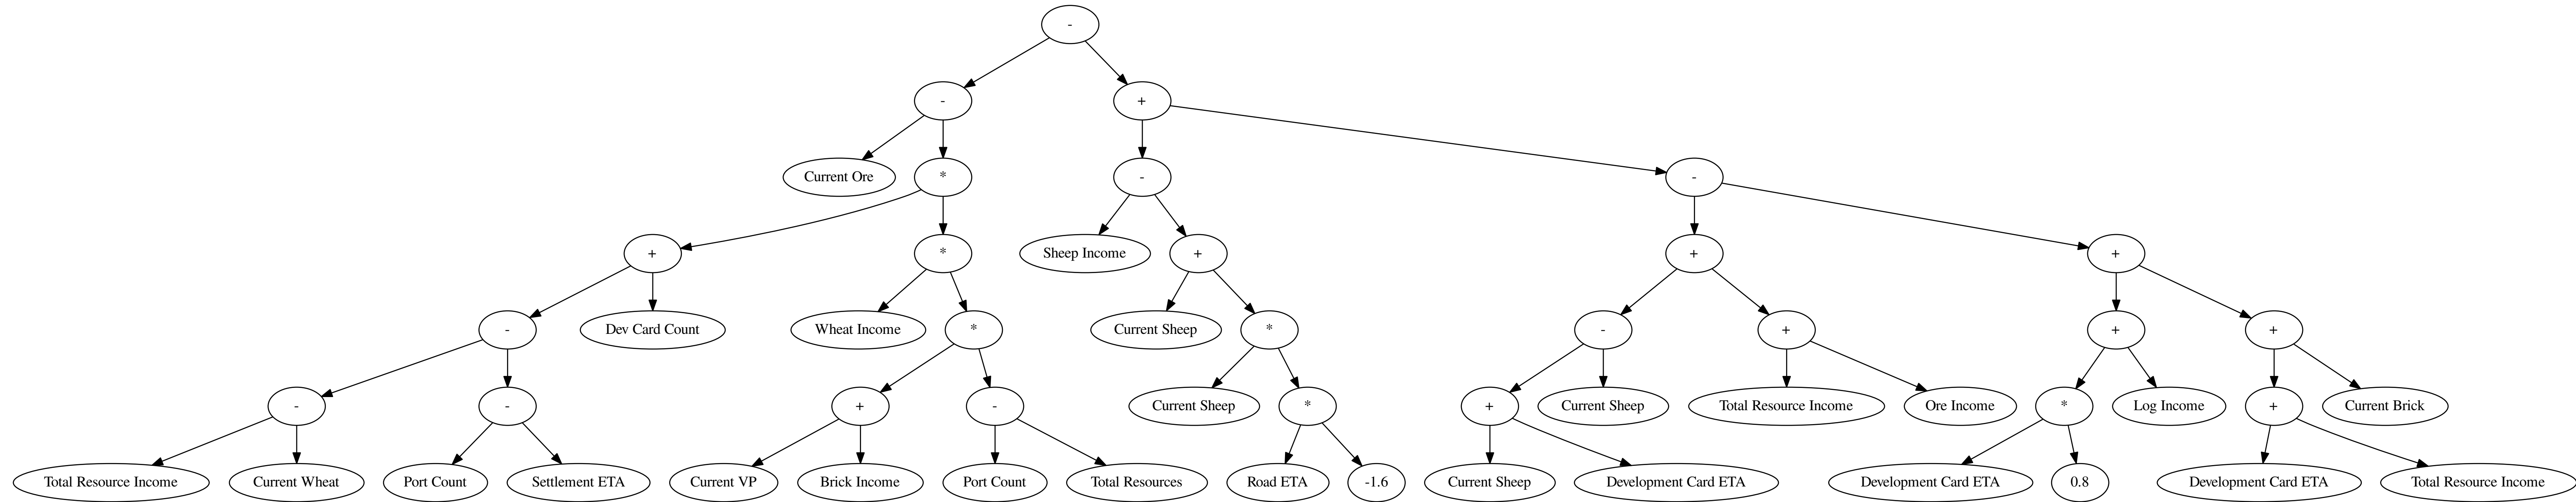 -
- +
Current Ore * - -
+ * Sheep Income + + +
- Dev Card Count Wheat Income * Current Sheep * - + + +
- - + - Current Sheep * + Current Sheep Total Resource Income Ore Income * Log Income + Current Brick
Total Resource Income Current Wheat Port Count Settlement ETA Current VP Brick Income Port Count Total Resources Road ETA -1.6 Current Sheep Development Card ETA Development Card ETA 0.8 Development Card ETA Total Resource Income